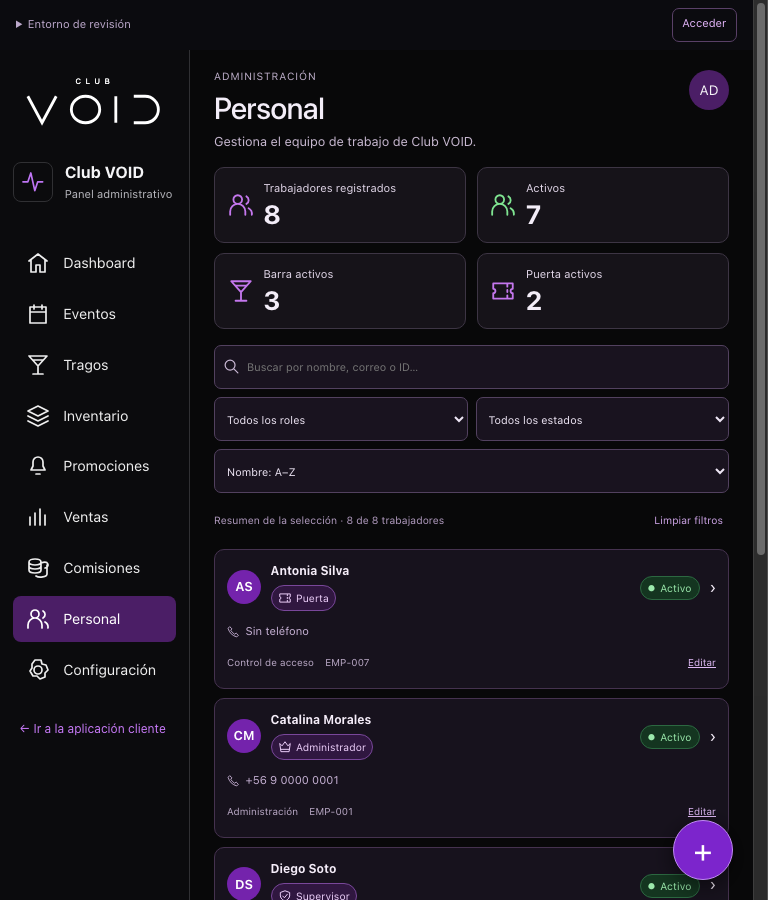 Entorno de revisión
Acceder
CLUB
VOID
Club VOID
Panel administrativo
Dashboard
Eventos
Tragos
Inventario
Promociones
Ventas
Comisiones
Personal
Configuración
← Ir a la aplicación cliente
ADMINISTRACIÓN
Personal
AD
Gestiona el equipo de trabajo de Club VOID.
Trabajadores registrados
8
Activos
7
Barra activos
3
Puerta activos
2
Buscar por nombre, correo o ID...
Todos los roles
Todos los estados
Nombre: A–Z
Resumen de la selección · 8 de 8 trabajadores
Limpiar filtros
AS
Antonia Silva
Puerta
Activo
Sin teléfono
Control de acceso EMP-007
Editar
CM
Catalina Morales
Administrador
Activo
+56 9 0000 0001
Administración EMP-001
Editar
DS
Diego Soto
Supervisor
Activo
+